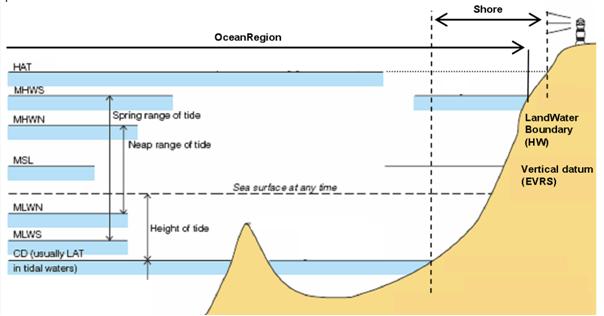 Shore
OceanRegion
HAT
MHWS
Spring range of tide
MHWN
Neap range of tide
LandWater
Boundary
(HW)
MSL
Vertical datum
(EVRS)
Sea surface at any time
MLWN
Height of tide
MLWS
CD (usually LAT
in tidal waters)